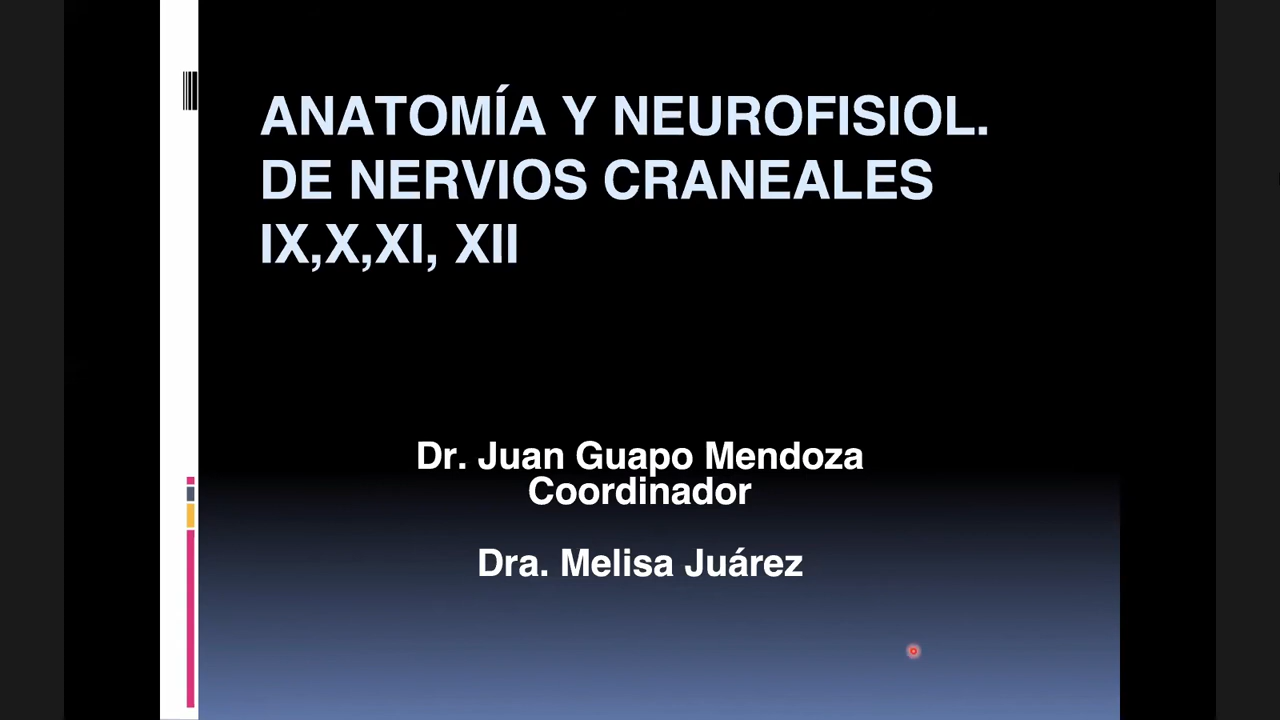 ANATOMÍA Y NEUROFISIOL.
DE NERVIOS CRANEALES
IX,X,XI, XII
Dr. Juan Guapo Mendoza
Coordinador
Dra. Melisa Juárez